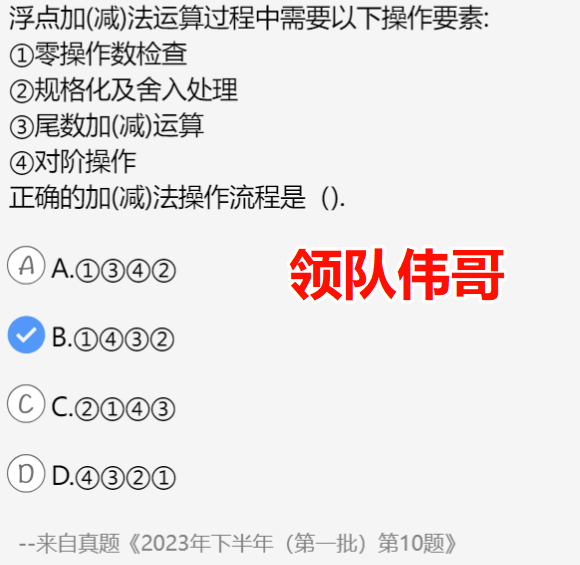 浮点加(减)法运算过程中需要以下操作要素:
①零操作数检查
②规格化及舍入处理
③尾数加(减)运算
④对阶操作
正确的加(减)法操作流程是（).
A A.①③④②
领队伟哥
B.①④③②
C C.②①④③
D D.④③②①
--来自真题《2023年下半年（第一批）第10题》